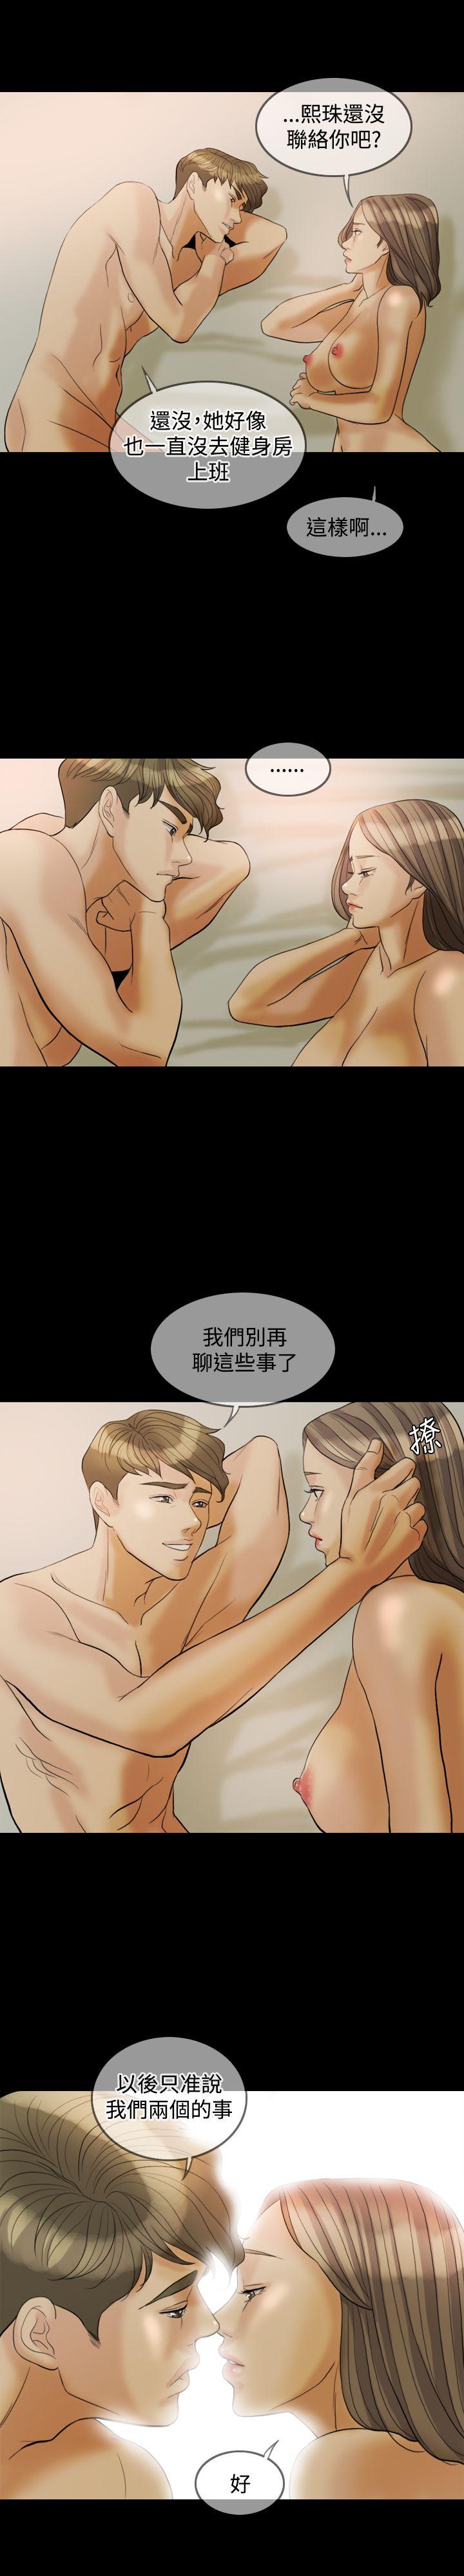 ...熙珠還沒
聯絡你吧?
還沒,她好像
也一直沒去健身房
上班
這樣啊...
......
我們別再
聊這些事了
撩
以後只准說
我們兩個的事
好